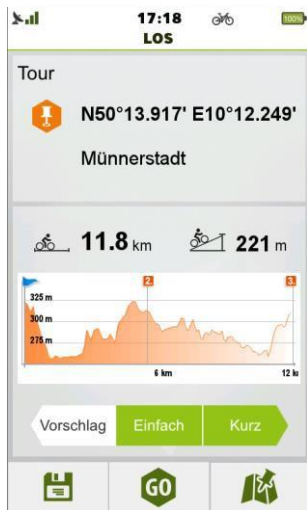 17:18
100%
LOS
Tour
N50°13.917' E10°12.249'
Münnerstadt
11.8 km 221 m
2. 3.
325 m
300 m
275 m
6 km 12 k
Vorschlag Einfach Kurz
GO